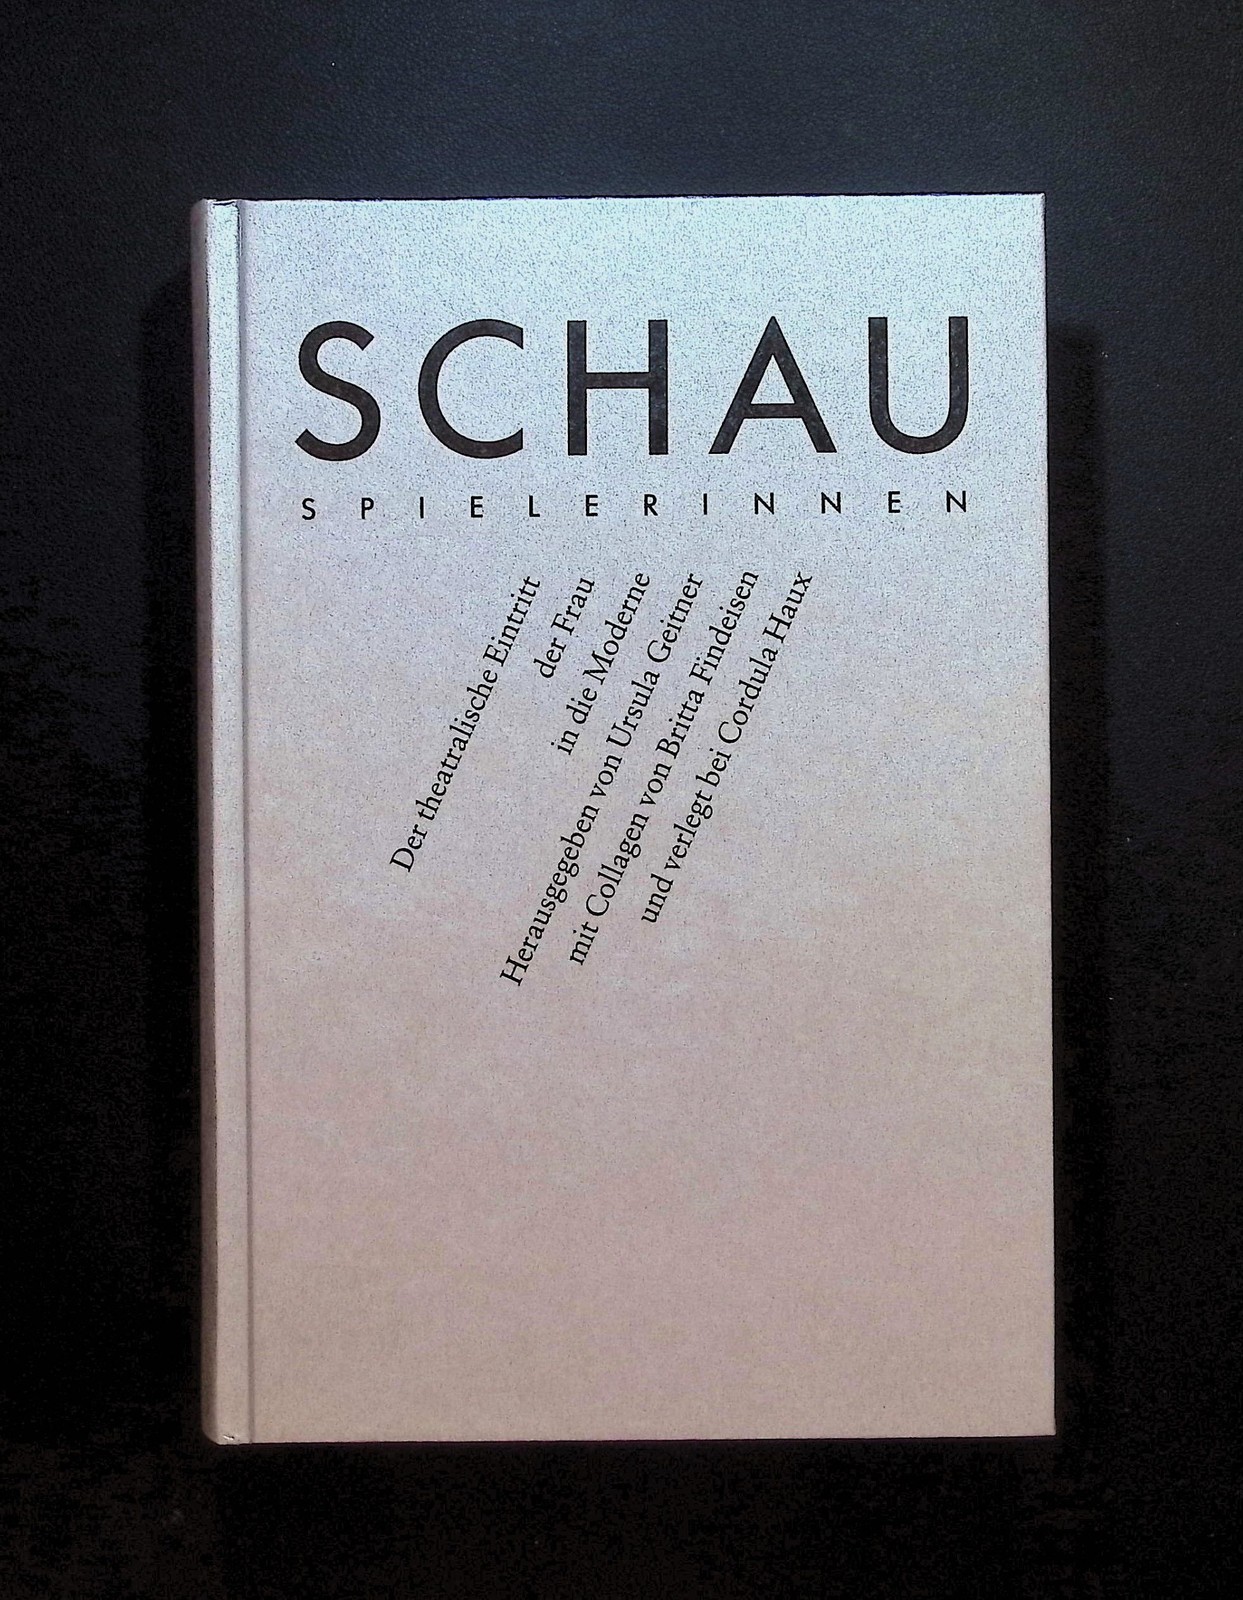 SCHAU
SPIELERINNEN
Der theatralische Eintritt
der Frau
in die Moderne
Herausgegeben von Ursula Geitner
mit Collagen von Britta Findeisen
und verlegt bei Cordula Haux